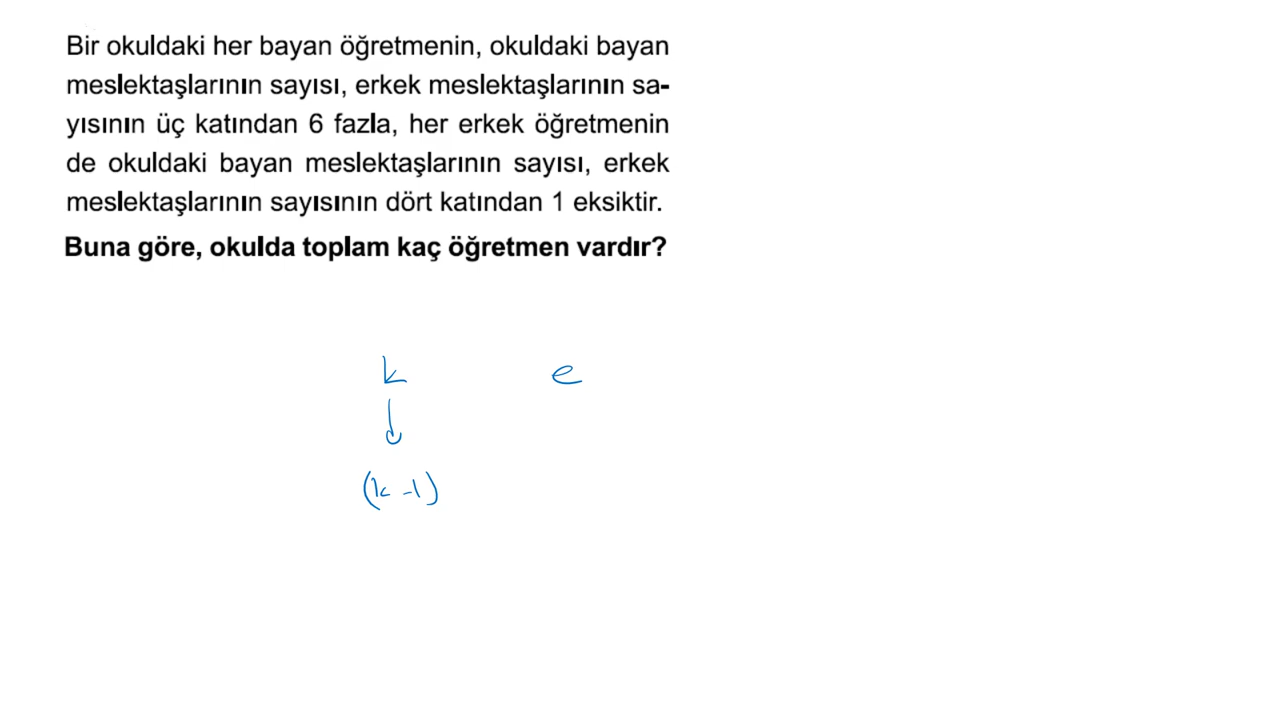 Bir okuldaki her bayan öğretmenin, okuldaki bayan
meslektaşlarının sayısı, erkek meslektaşlarının sa-
yısının üç katından 6 fazla, her erkek öğretmenin
de okuldaki bayan meslektaşlarının sayısı, erkek
meslektaşlarının sayısının dört katından 1 eksiktir.
Buna göre, okulda toplam kaç öğretmen vardır?
k e
(k-1)